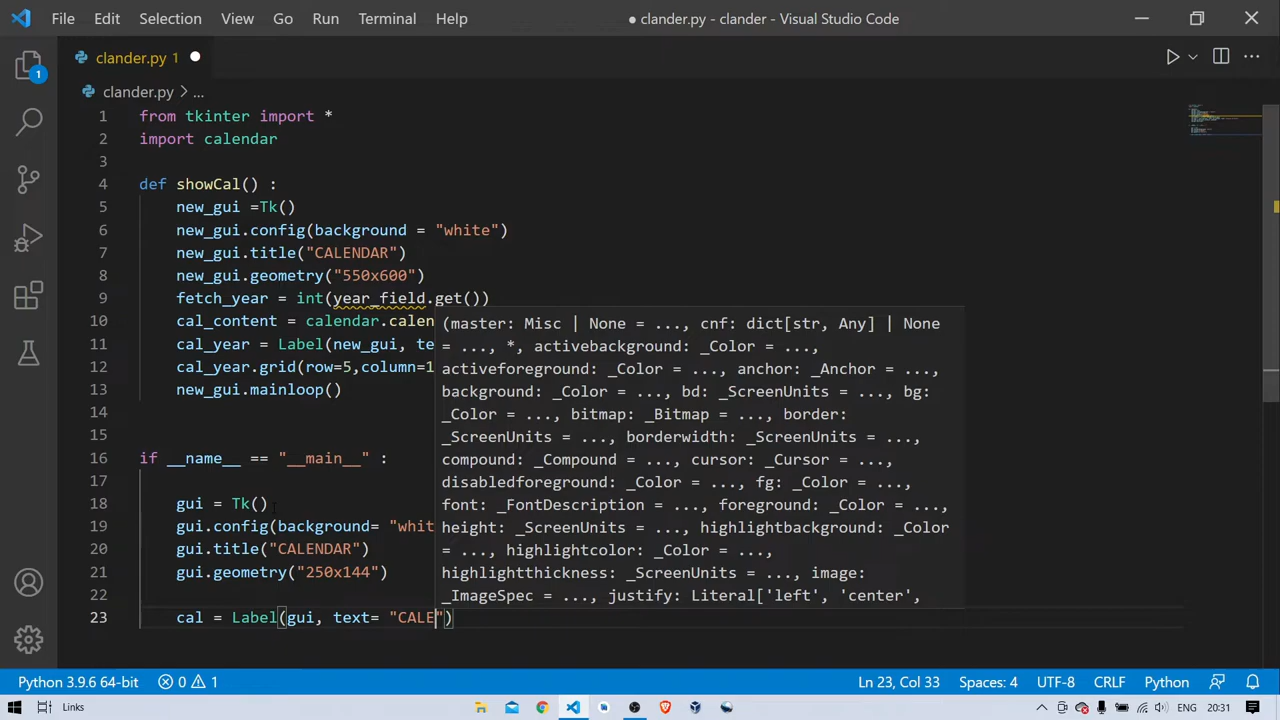 File Edit Selection View Go Run Terminal Help ● clander.py - clander - Visual Studio Code
clander.py 1
clander.py > ...
1 from tkinter import *
2 import calendar
3
4 def showCal() :
5 new_gui =Tk()
6 new_gui.config(background = "white")
7 new_gui.title("CALENDAR")
8 new_gui.geometry("550x600")
9 fetch_year = int(year_field.get())
10 cal_content = calendar.calen
11 cal_year = Label(new_gui, te
12 cal_year.grid(row=5,column=1
13 new_gui.mainloop()
14
15
16 if __name__ == "__main__" :
17
18 gui = Tk()
19 gui.config(background= "whit
20 gui.title("CALENDAR")
21 gui.geometry("250x144")
22
23 cal = Label(gui, text= "CALE")
(master: Misc | None = ..., cnf: dict[str, Any] | None
= ..., *, activebackground: _Color = ...,
activeforeground: _Color = ..., anchor: _Anchor = ...,
background: _Color = ..., bd: _ScreenUnits = ..., bg:
_Color = ..., bitmap: _Bitmap = ..., border:
_ScreenUnits = ..., borderwidth: _ScreenUnits = ...,
compound: _Compound = ..., cursor: _Cursor = ...,
disabledforeground: _Color = ..., fg: _Color = ...,
font: _FontDescription = ..., foreground: _Color = ...,
height: _ScreenUnits = ..., highlightbackground: _Color
= ..., highlightcolor: _Color = ...,
highlightthickness: _ScreenUnits = ..., image:
_ImageSpec = ..., justify: Literal['left', 'center',
1
Python 3.9.6 64-bit 0 1 Ln 23, Col 33 Spaces: 4 UTF-8 CRLF Python
Links ENG 20:31